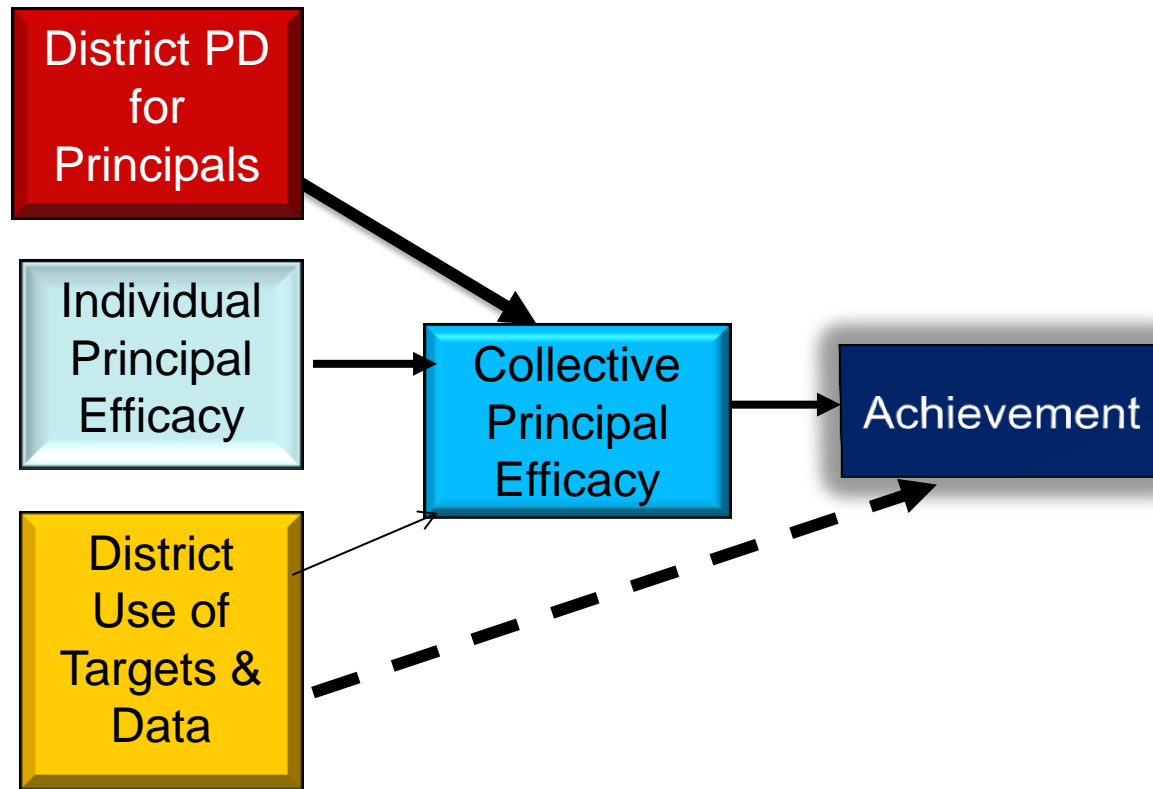 District PD
for
Principals
Individual
Principal
Efficacy
Collective
Principal
Efficacy
Achievement
District
Use of
Targets &
Data